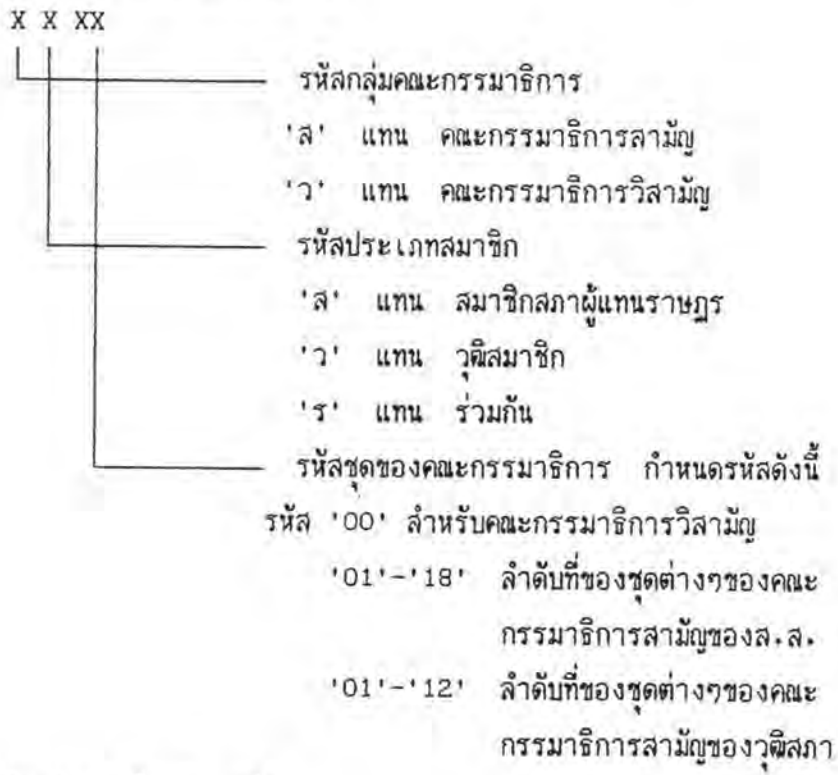 X X XX
รหัสกลุ่มคณะกรรมาธิการ
'ส' แทน คณะกรรมาธิการสามัญ
'ว' แทน คณะกรรมาธิการวิสามัญ
รหัสประเภทสมาชิก
'ส' แทน สมาชิกสภาผู้แทนราษฎร
'ว' แทน วุฒิสมาชิก
'ร' แทน ร่วมกัน
รหัสชุดของคณะกรรมาธิการ กำหนดรหัสดังนี้
รหัส '00' สำหรับคณะกรรมาธิการวิสามัญ
'01'-'18' ลำดับที่ของชุดต่างๆของคณะ
กรรมาธิการสามัญของส.ส.
'01'-'12' ลำดับที่ของชุดต่างๆของคณะ
กรรมาธิการสามัญของวุฒิสภา